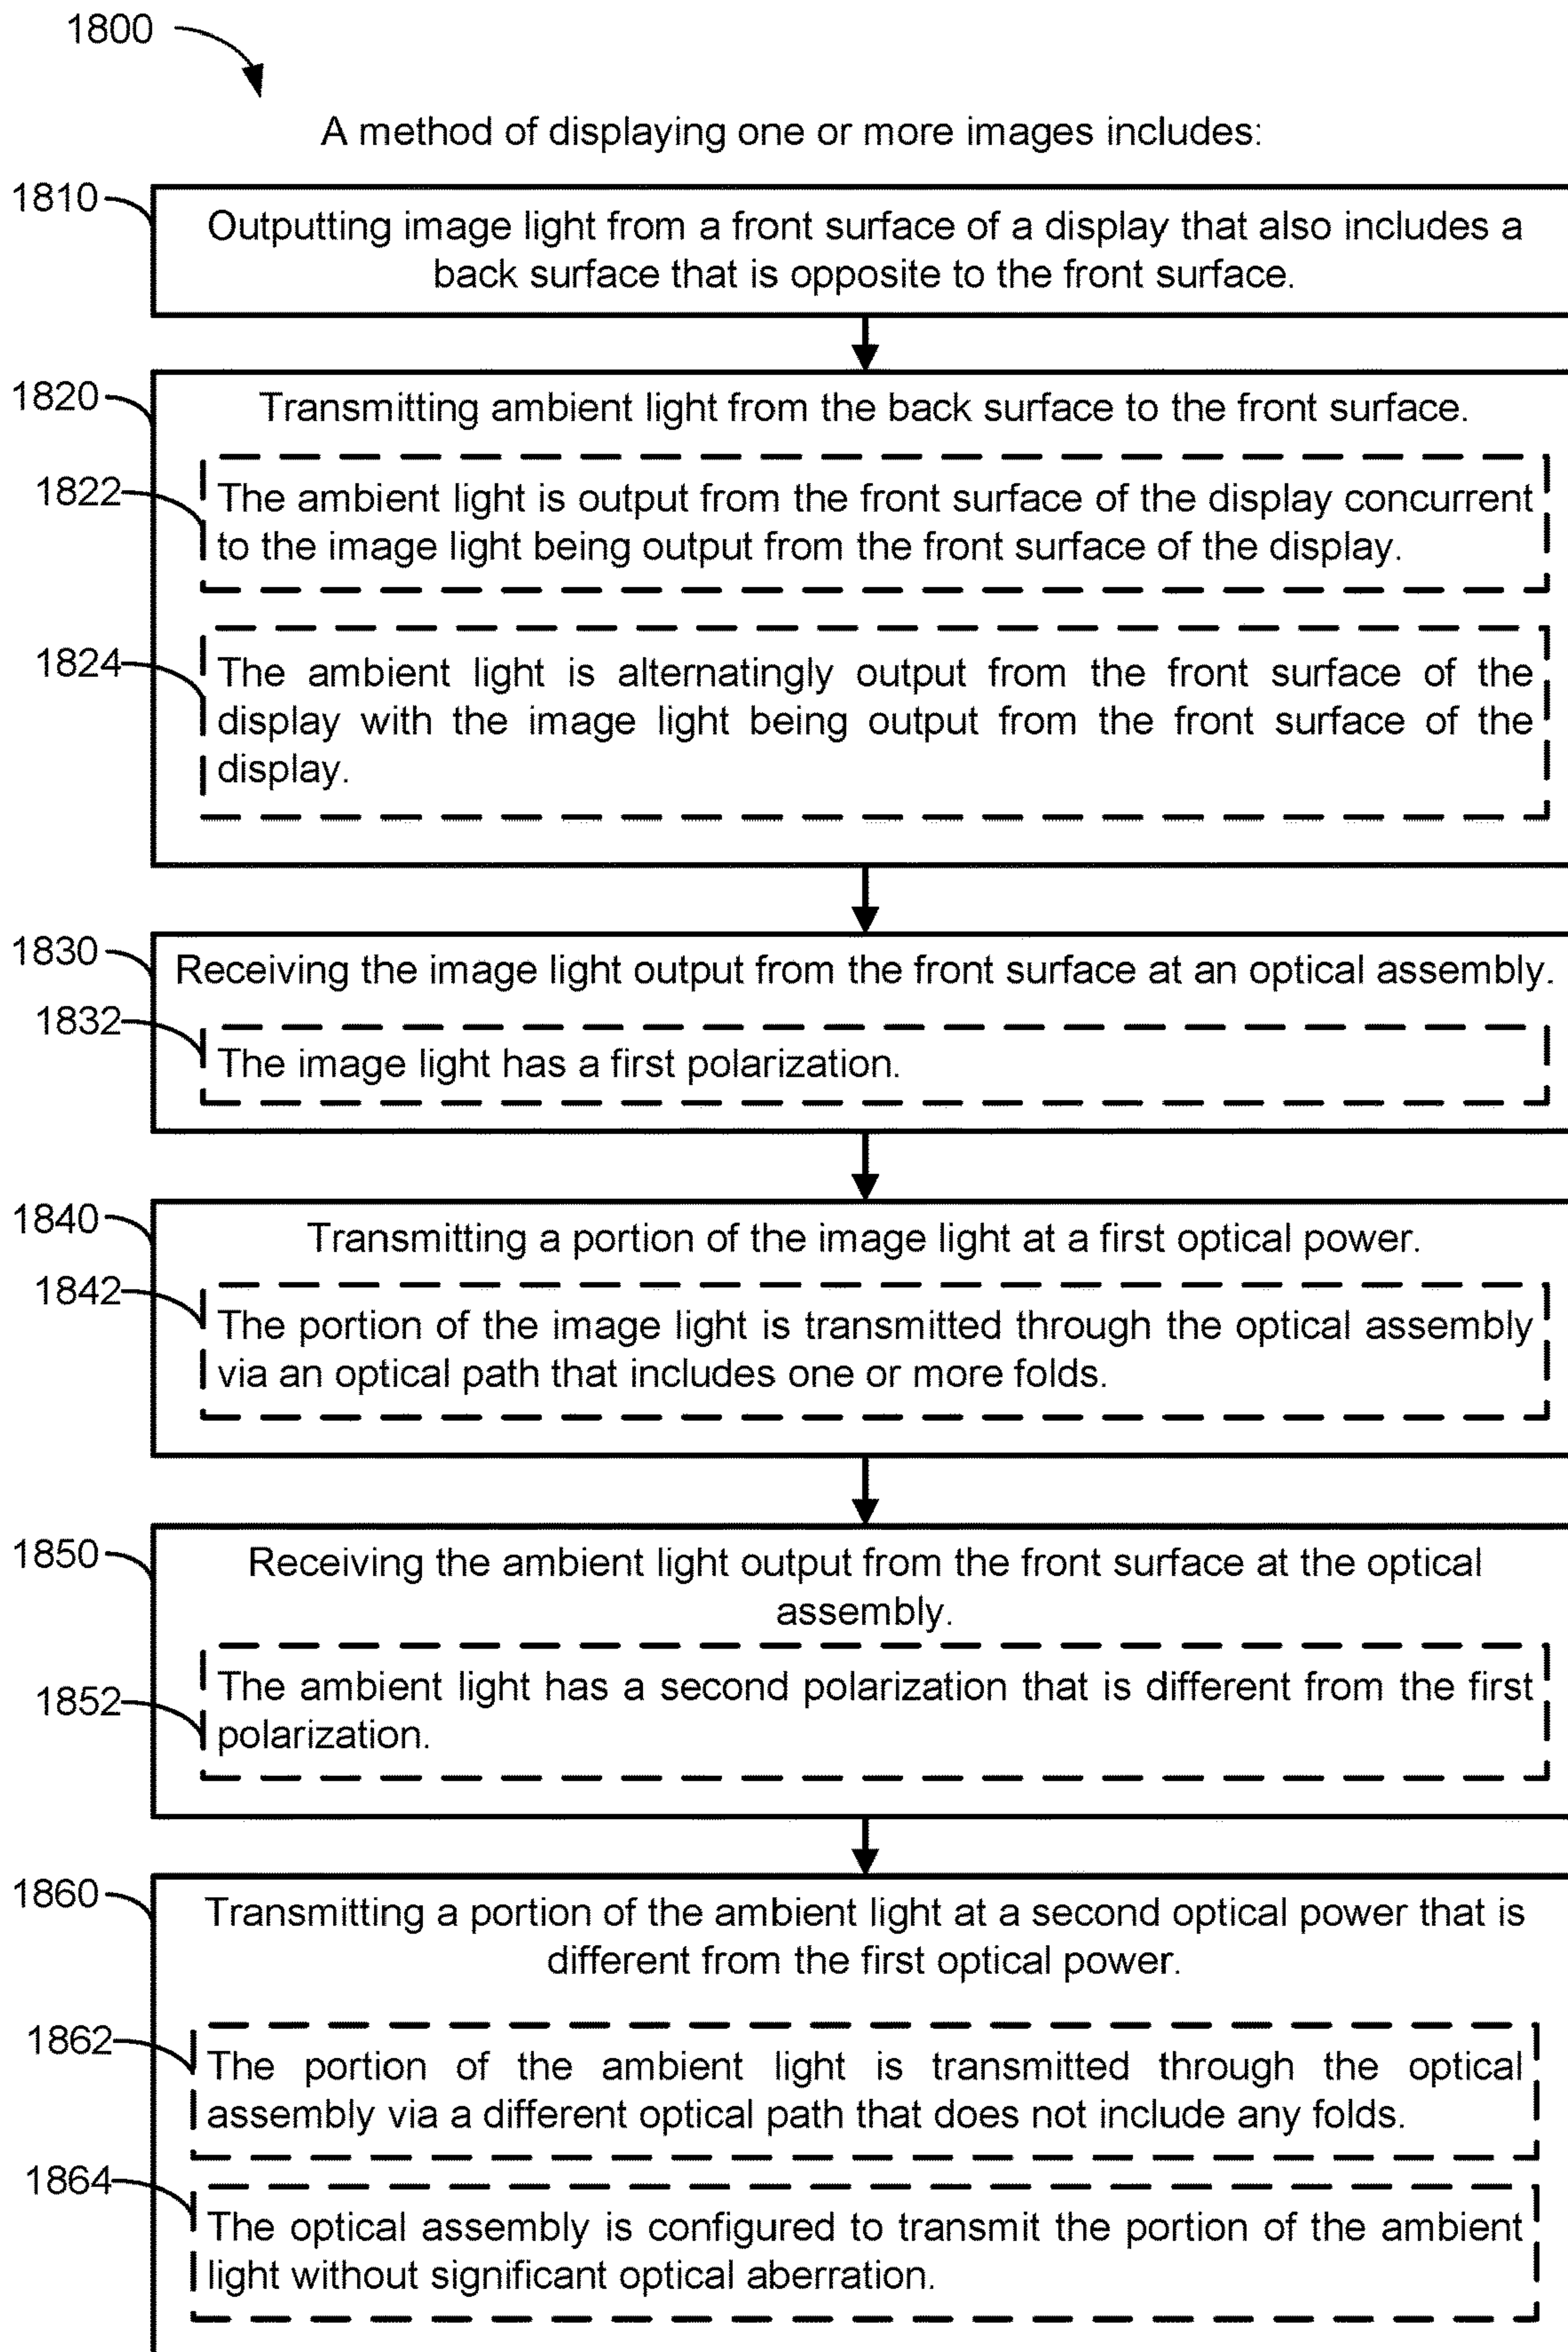 1800
A method of displaying one or more images includes:
1810
Outputting image light from a front surface of a display that also includes a
back surface that is opposite to the front surface.
1820
Transmitting ambient light from the back surface to the front surface.
1822
The ambient light is output from the front surface of the display concurrent
to the image light being output from the front surface of the display.
1824
The ambient light is alternatingly output from the front surface of the
display with the image light being output from the front surface of the
display.
1830
Receiving the image light output from the front surface at an optical assembly.
1832
The image light has a first polarization.
1840
Transmitting a portion of the image light at a first optical power.
1842
The portion of the image light is transmitted through the optical assembly
via an optical path that includes one or more folds.
1850
Receiving the ambient light output from the front surface at the optical
assembly.
1852
The ambient light has a second polarization that is different from the first
polarization.
1860
Transmitting a portion of the ambient light at a second optical power that is
different from the first optical power.
1862
The portion of the ambient light is transmitted through the optical
assembly via a different optical path that does not include any folds.
1864
The optical assembly is configured to transmit the portion of the ambient
light without significant optical aberration.